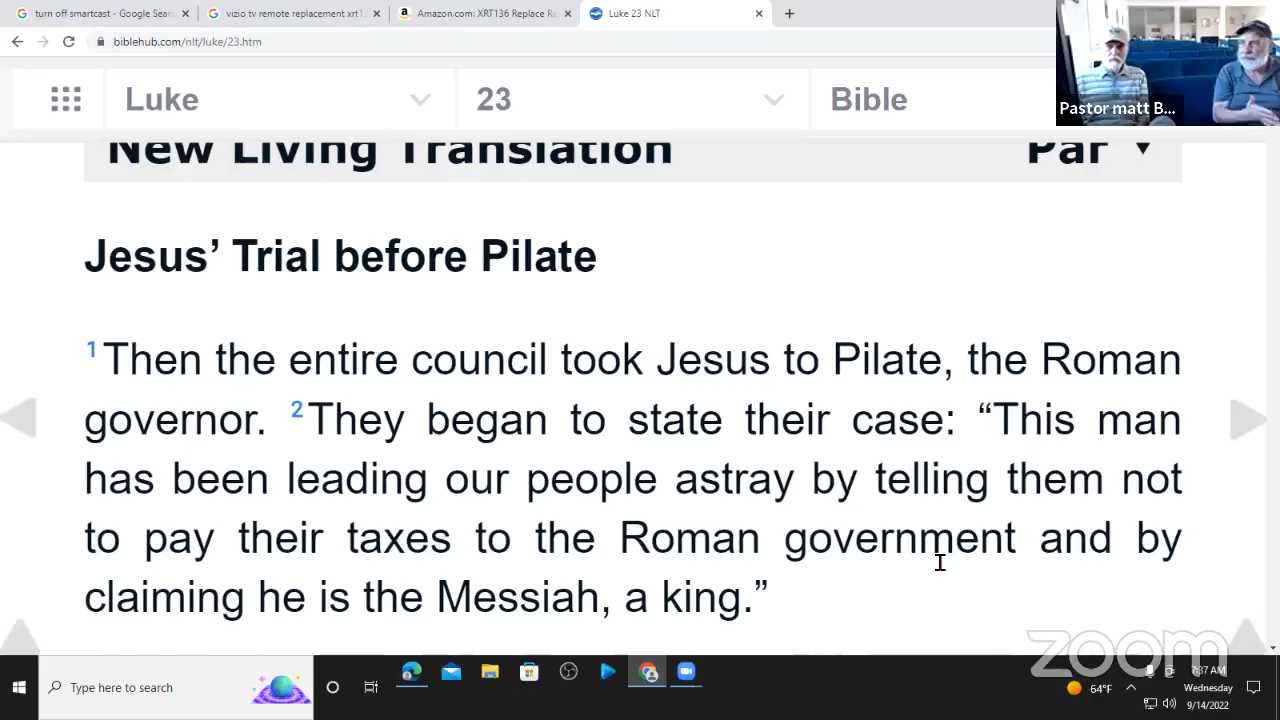 turn off smartcast - Google Sear
vizio tv remote replacement xrt1
Amazon.com: XRT136 Replace Re
Luke 23 NLT
biblehub.com/nlt/luke/23.htm
Luke
23
Bible
Pastor matt B...
New Living Translation
Par ▼
Jesus’ Trial before Pilate
1 Then the entire council took Jesus to Pilate, the Roman
governor. 2 They began to state their case: “This man
has been leading our people astray by telling them not
to pay their taxes to the Roman government and by
claiming he is the Messiah, a king.”
zoom
Type here to search
64°F
7:37 AM
Wednesday
9/14/2022